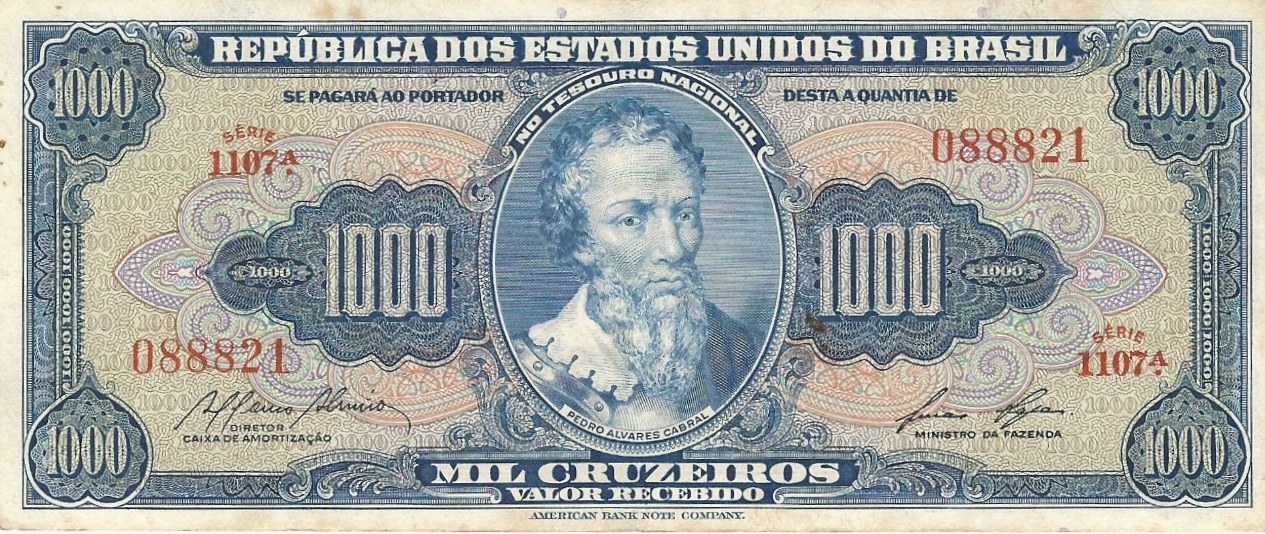 REPÚBLICA DOS ESTADOS UNIDOS DO BRASIL
1000
1000
SE PAGARÁ AO PORTADOR
NO TESOURO NACIONAL
DESTA A QUANTIA DE
SÉRIE
1107ᴬ
088821
1000
1000
1000
1000
088821
SÉRIE
1107ᴬ
DIRETOR
CAIXA DE AMORTIZAÇÃO
PEDRO ALVARES CABRAL
MINISTRO DA FAZENDA
1000
1000
MIL CRUZEIROS
VALOR RECEBIDO
AMERICAN BANK NOTE COMPANY.